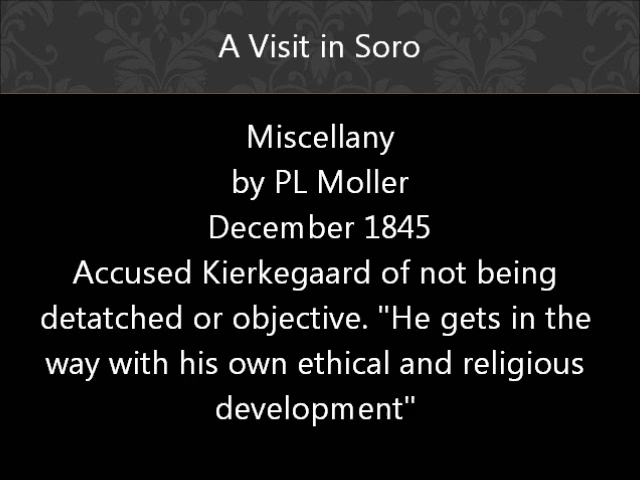 A Visit in Soro
Miscellany
by PL Moller
December 1845
Accused Kierkegaard of not being
detatched or objective. "He gets in the
way with his own ethical and religious
development"